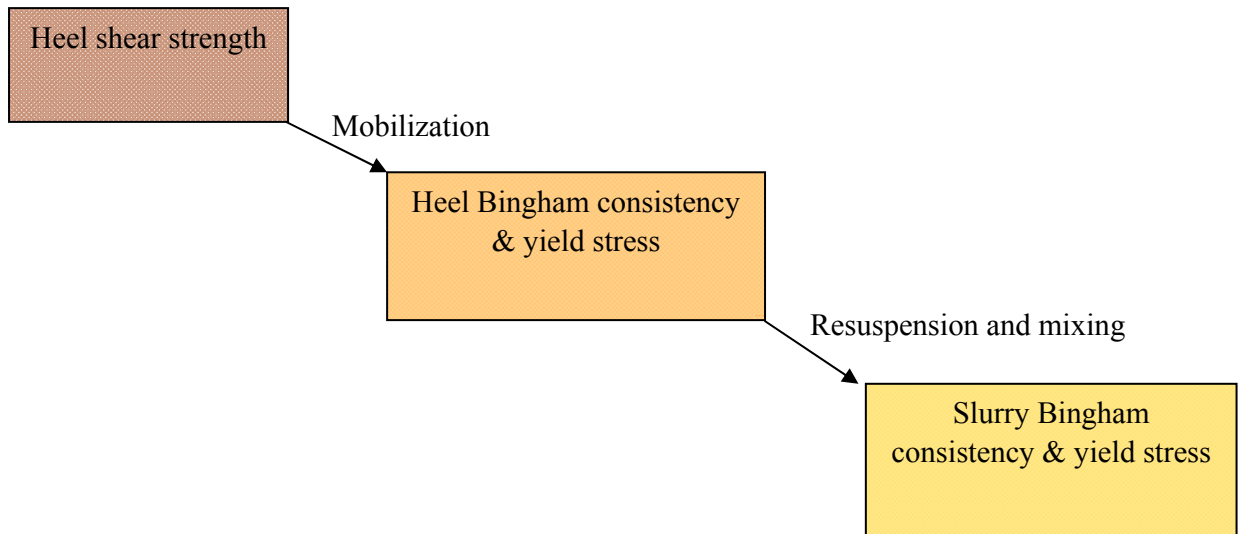 Heel shear strength
Mobilization
Heel Bingham consistency
& yield stress
Resuspension and mixing
Slurry Bingham
consistency & yield stress